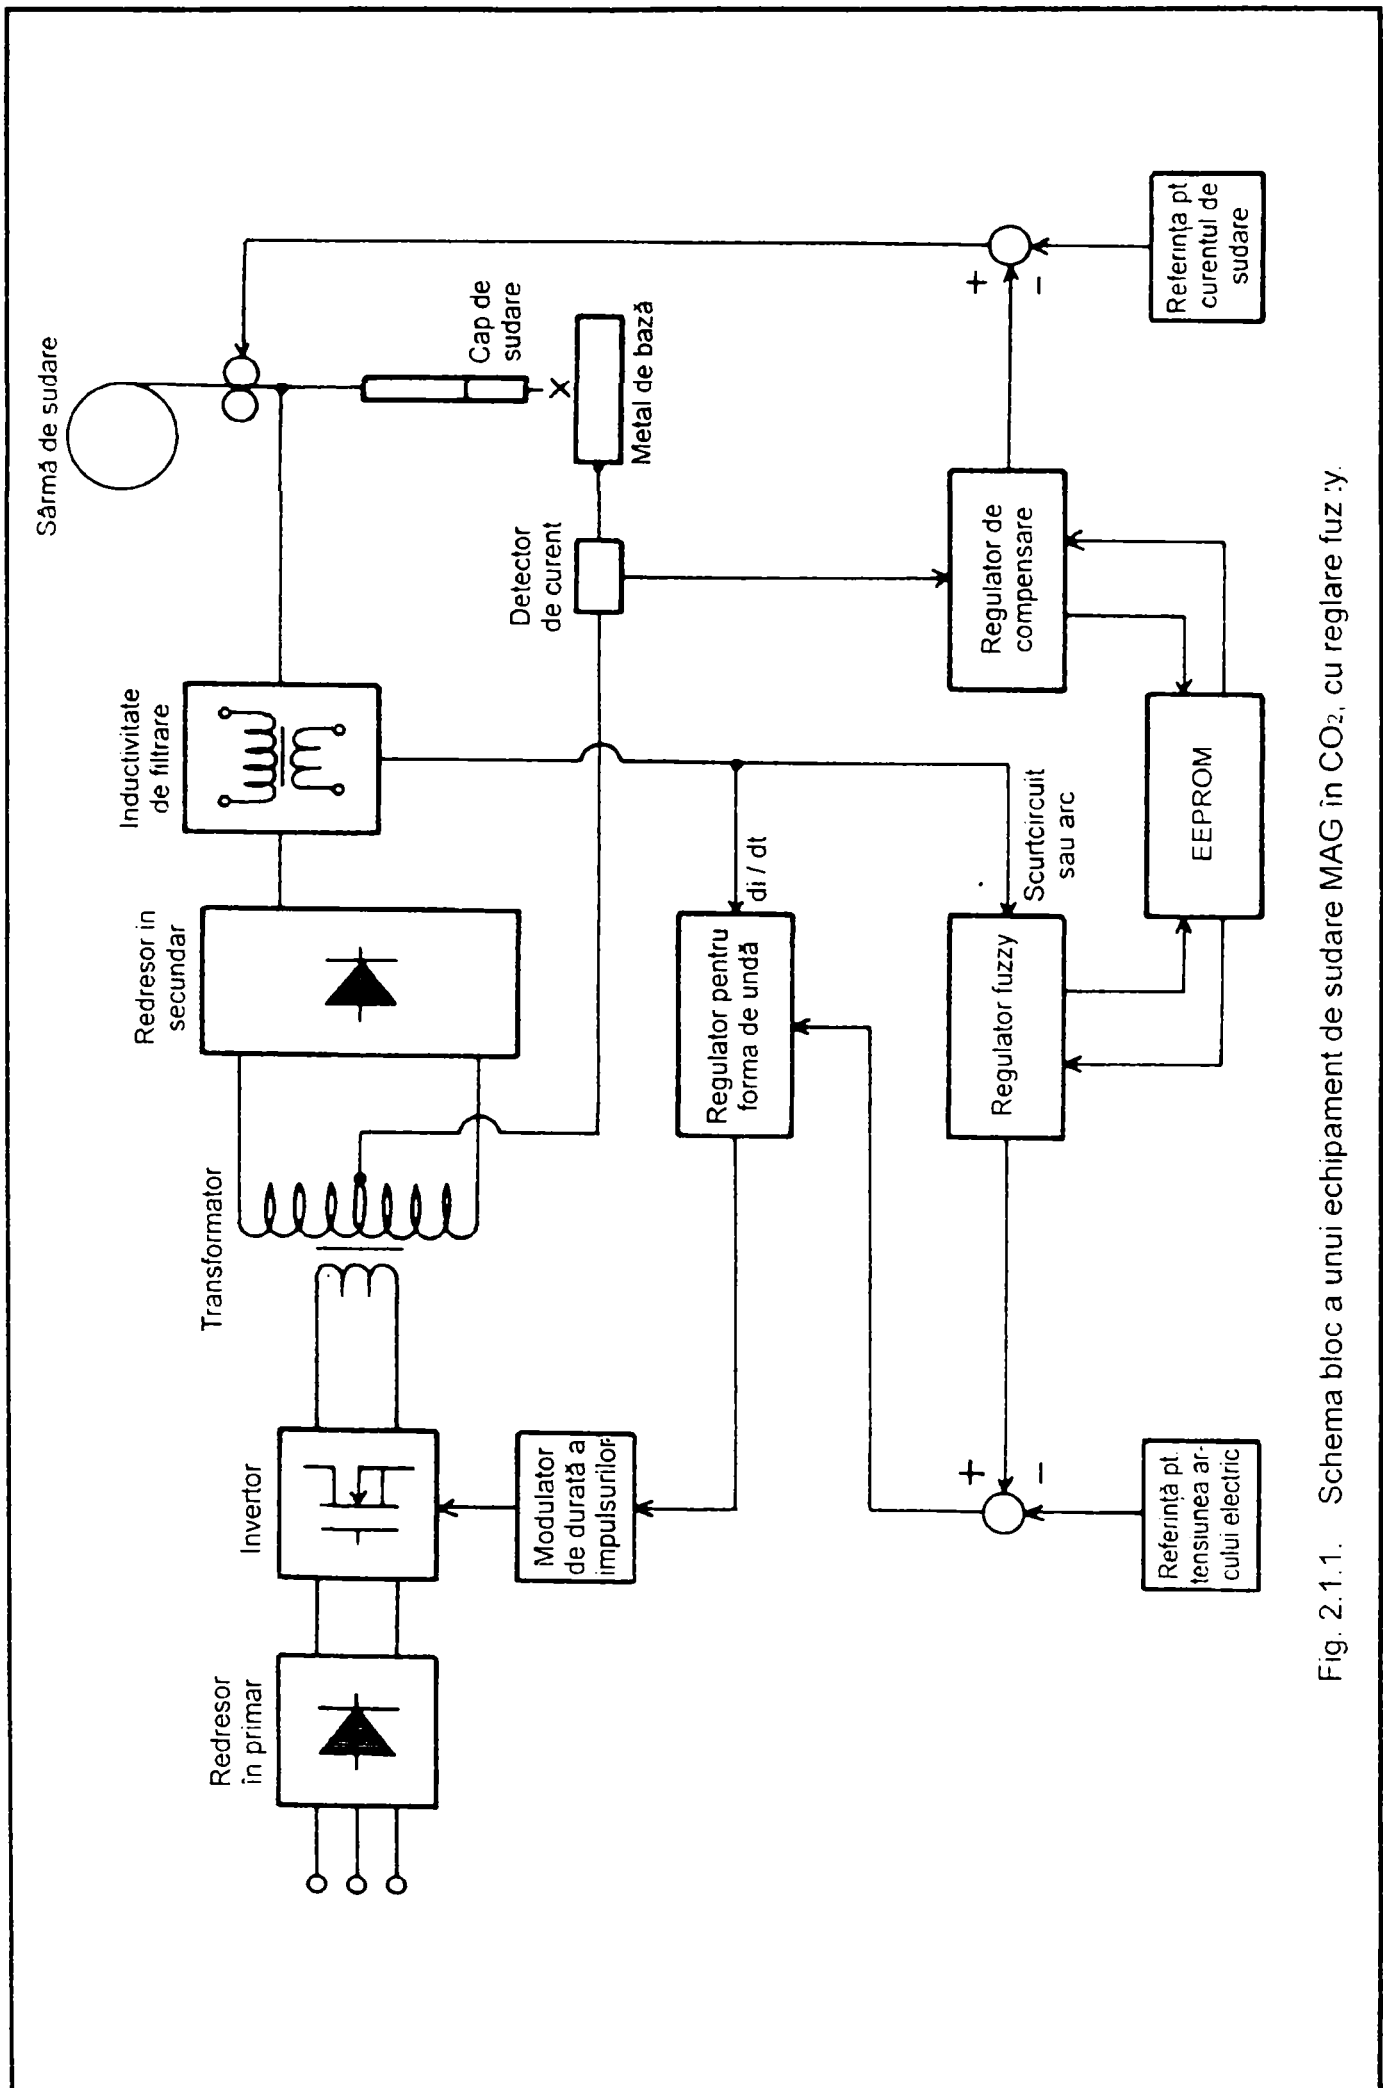 Redresor
în primar
Invertor
Transformator
Redresor in
secundar
Inductivitate
de filtrare
Sârmă de sudare
Cap de
sudare
Metal de bază
Detector
de curent
Modulator
de durată a
impulsurilor
Regulator pentru
forma de undă
di / dt
Scurtcircuit
sau arc
Regulator fuzzy
Regulator de
compensare
EEPROM
+
-
+
-
Referință pt.
tensiunea ar-
cului electric
Referința pt
curentul de
sudare
Fig. 2.1.1. Schema bloc a unui echipament de sudare MAG în CO₂, cu reglare